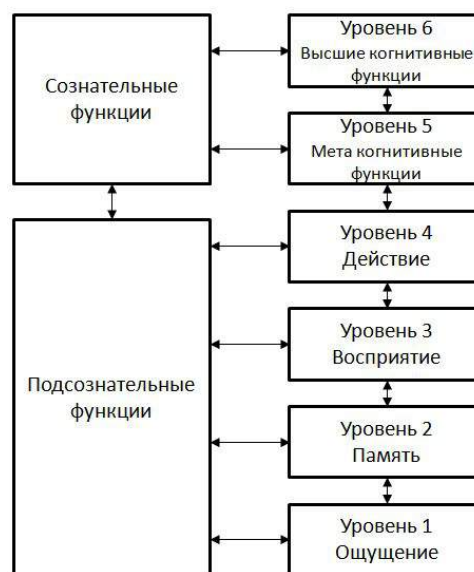 Сознательные
функции
Подсознательные
функции
Уровень 6
Высшие когнитивные
функции
Уровень 5
Мета когнитивные
функции
Уровень 4
Действие
Уровень 3
Восприятие
Уровень 2
Память
Уровень 1
Ощущение